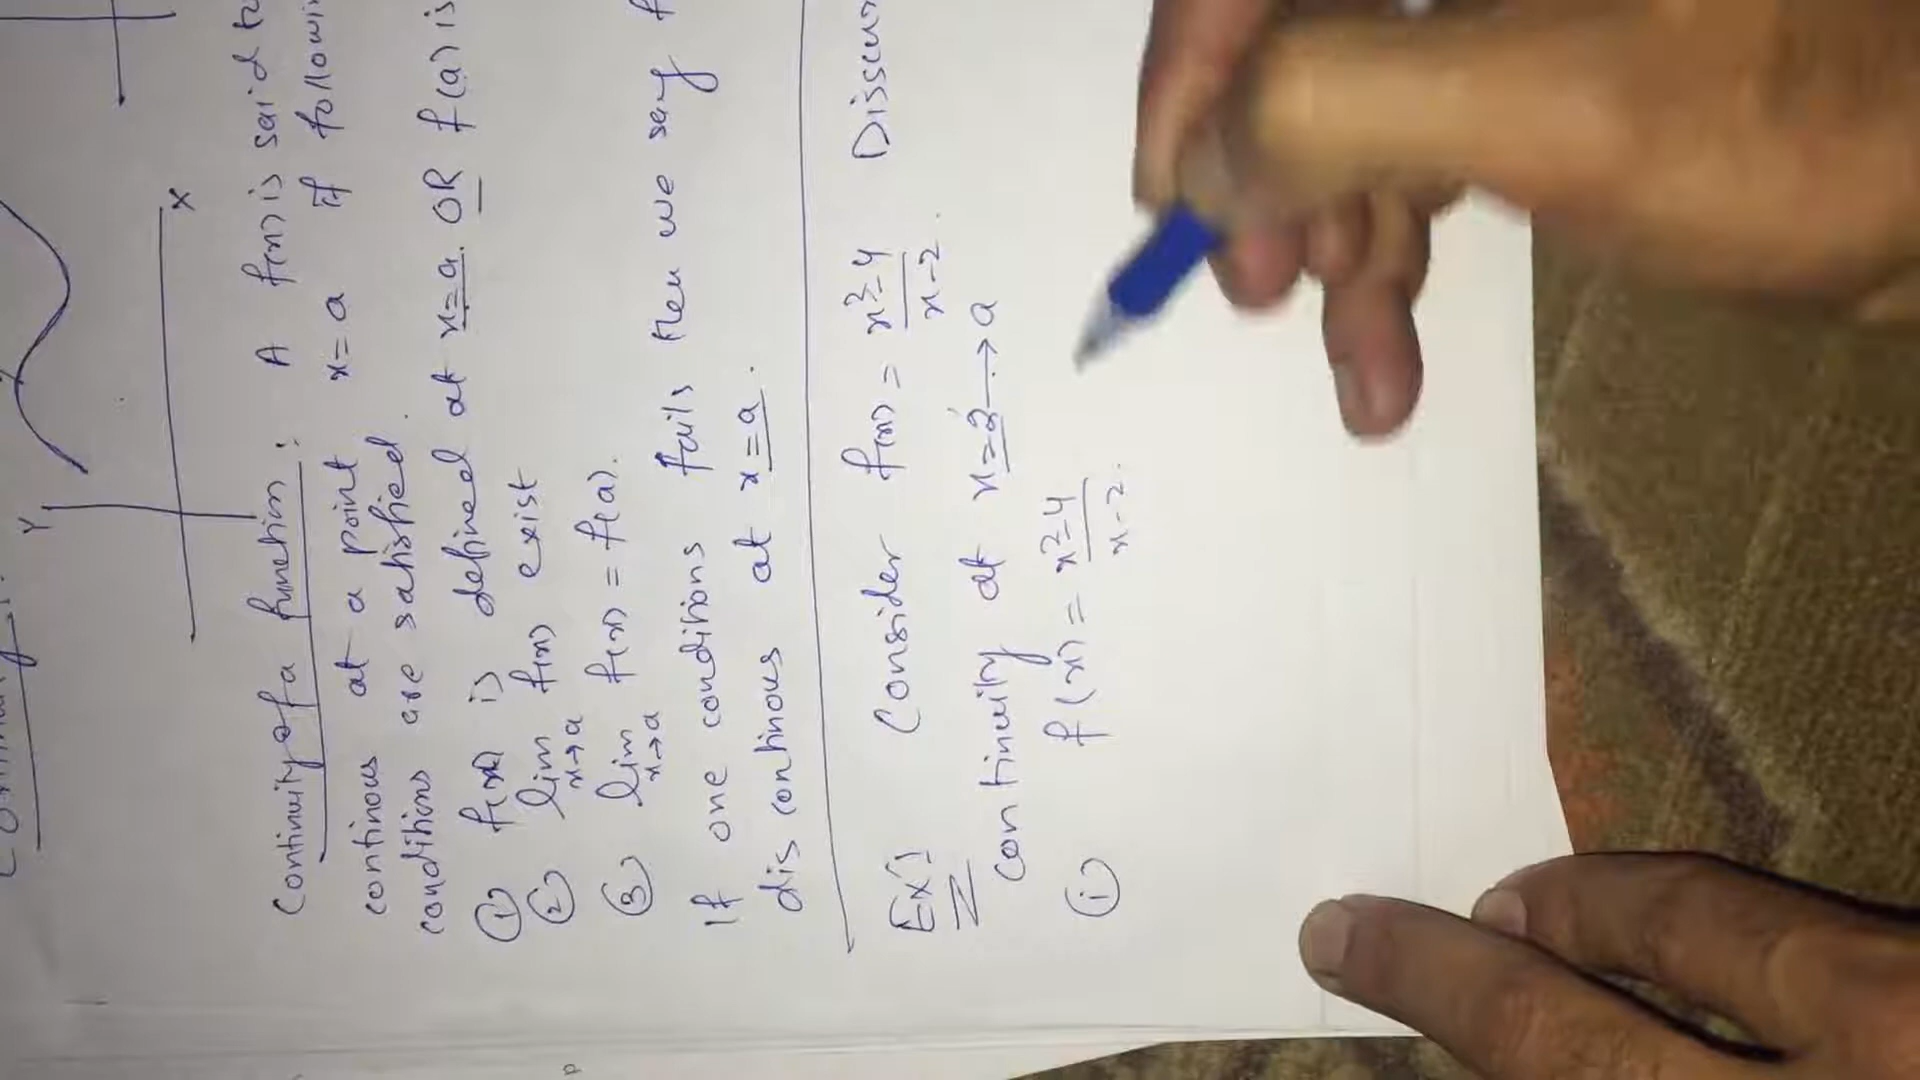 Y
X
Continuity of a function : A f(x) is said to
continous at a point x = a if
conditions are satisfied.
① f(x) is defined at x=a. OR f(a) is
② lim x→a f(x) exist
③ lim x→a f(x) = f(a).
If one conditions fails then we say
dis continous at x = a.
Ex) Consider f(x) = x²-4 / x-2.
continuity at x=2 → a
(i) f(x) = x²-4 / x-2.